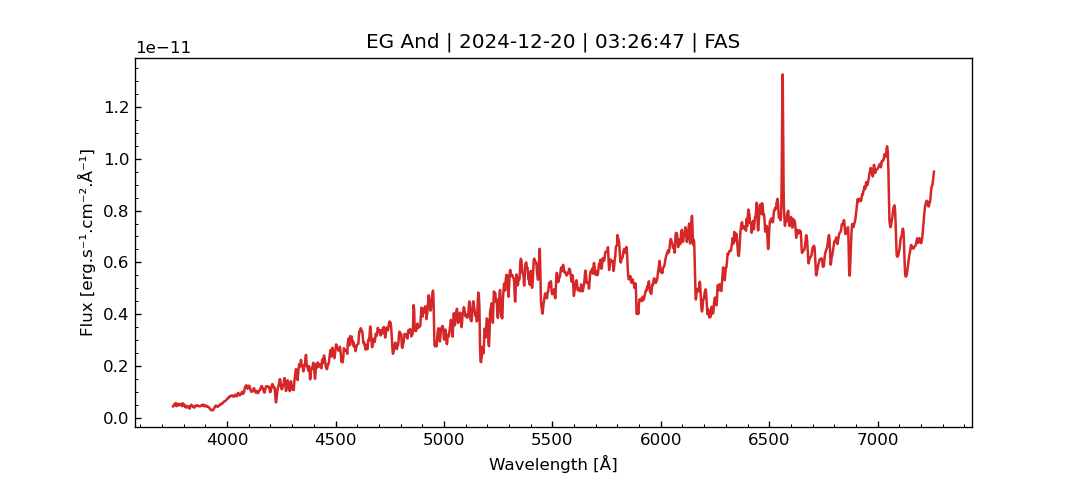 EG And | 2024-12-20 | 03:26:47 | FAS
1e−11
1.2
1.0
0.8
0.6
0.4
0.2
0.0
Flux [erg.s⁻¹.cm⁻².Å⁻¹]
4000 4500 5000 5500 6000 6500 7000
Wavelength [Å]